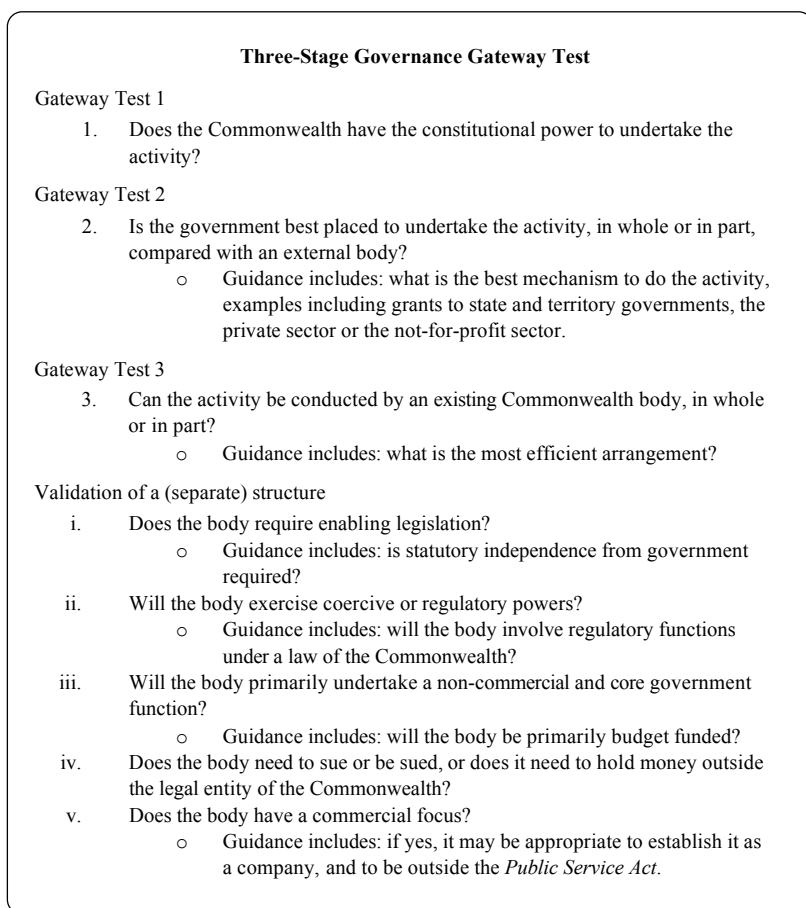 Three-Stage Governance Gateway Test
Gateway Test 1
1. Does the Commonwealth have the constitutional power to undertake the
activity?
Gateway Test 2
2. Is the government best placed to undertake the activity, in whole or in part,
compared with an external body?
o Guidance includes: what is the best mechanism to do the activity,
examples including grants to state and territory governments, the
private sector or the not-for-profit sector.
Gateway Test 3
3. Can the activity be conducted by an existing Commonwealth body, in whole
or in part?
o Guidance includes: what is the most efficient arrangement?
Validation of a (separate) structure
i. Does the body require enabling legislation?
o Guidance includes: is statutory independence from government
required?
ii. Will the body exercise coercive or regulatory powers?
o Guidance includes: will the body involve regulatory functions
under a law of the Commonwealth?
iii. Will the body primarily undertake a non-commercial and core government
function?
o Guidance includes: will the body be primarily budget funded?
iv. Does the body need to sue or be sued, or does it need to hold money outside
the legal entity of the Commonwealth?
v. Does the body have a commercial focus?
o Guidance includes: if yes, it may be appropriate to establish it as
a company, and to be outside the Public Service Act.